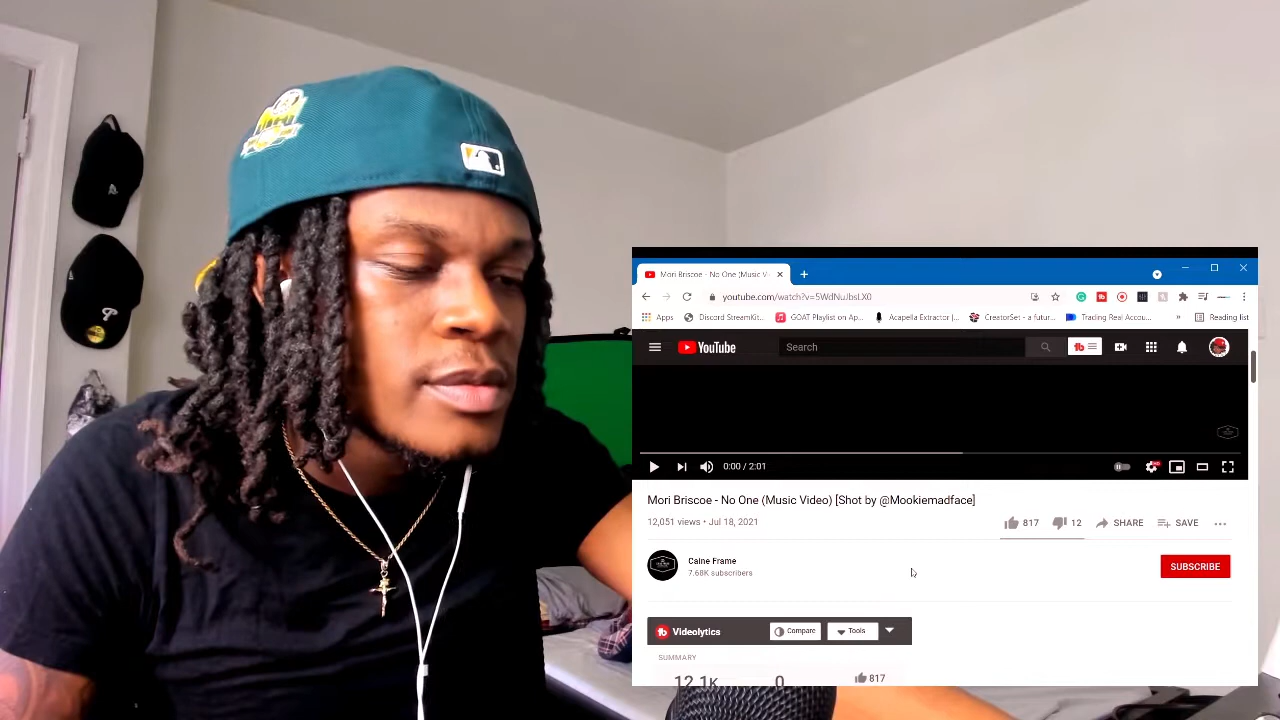 Mori Briscoe - No One (Music V
youtube.com/watch?v=5WdNuJbsLX0
Apps
Discord StreamKit...
GOAT Playlist on Ap...
Acapella Extractor |...
CreatorSet - a futur...
Trading Real Accou...
»
Reading list
YouTube
Search
0:00 / 2:01
Mori Briscoe - No One (Music Video) [Shot by @Mookiemadface]
12,051 views • Jul 18, 2021
817
12
SHARE
SAVE
Caine Frame
7.68K subscribers
SUBSCRIBE
Videolytics
Compare
Tools
SUMMARY
12.1K
0
817